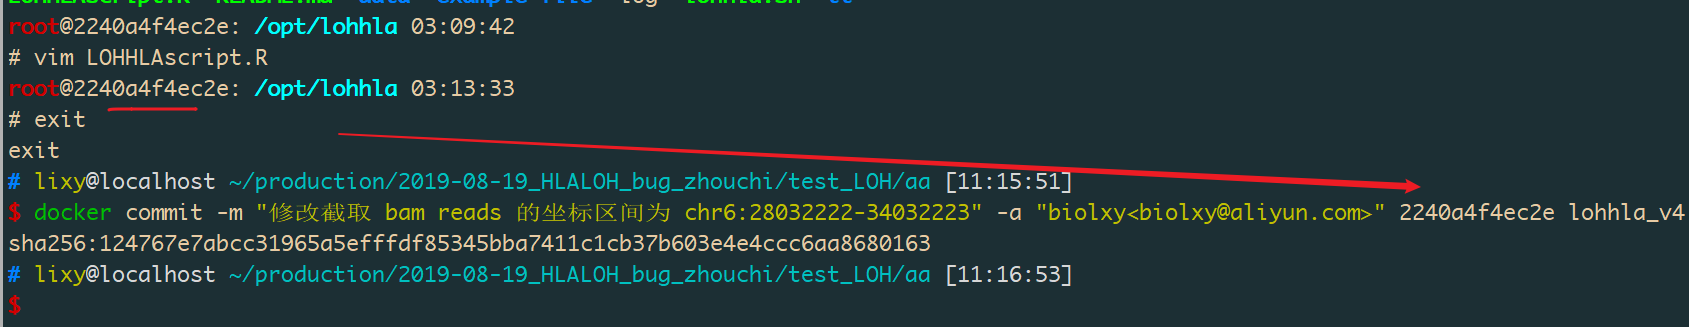 root@2240a4f4ec2e: /opt/lohhla 03:09:42
# vim LOHHLAscript.R
root@2240a4f4ec2e: /opt/lohhla 03:13:33
# exit
exit
# lixy@localhost ~/production/2019-08-19_HLALOH_bug_zhouchi/test_LOH/aa [11:15:51]
$ docker commit -m "修改截取 bam reads 的坐标区间为 chr6:28032222-34032223" -a "biolxy<biolxy@aliyun.com>" 2240a4f4ec2e lohhla_v4
sha256:124767e7abcc31965a5efffdf85345bba7411c1cb37b603e4e4ccc6aa8680163
# lixy@localhost ~/production/2019-08-19_HLALOH_bug_zhouchi/test_LOH/aa [11:16:53]
$